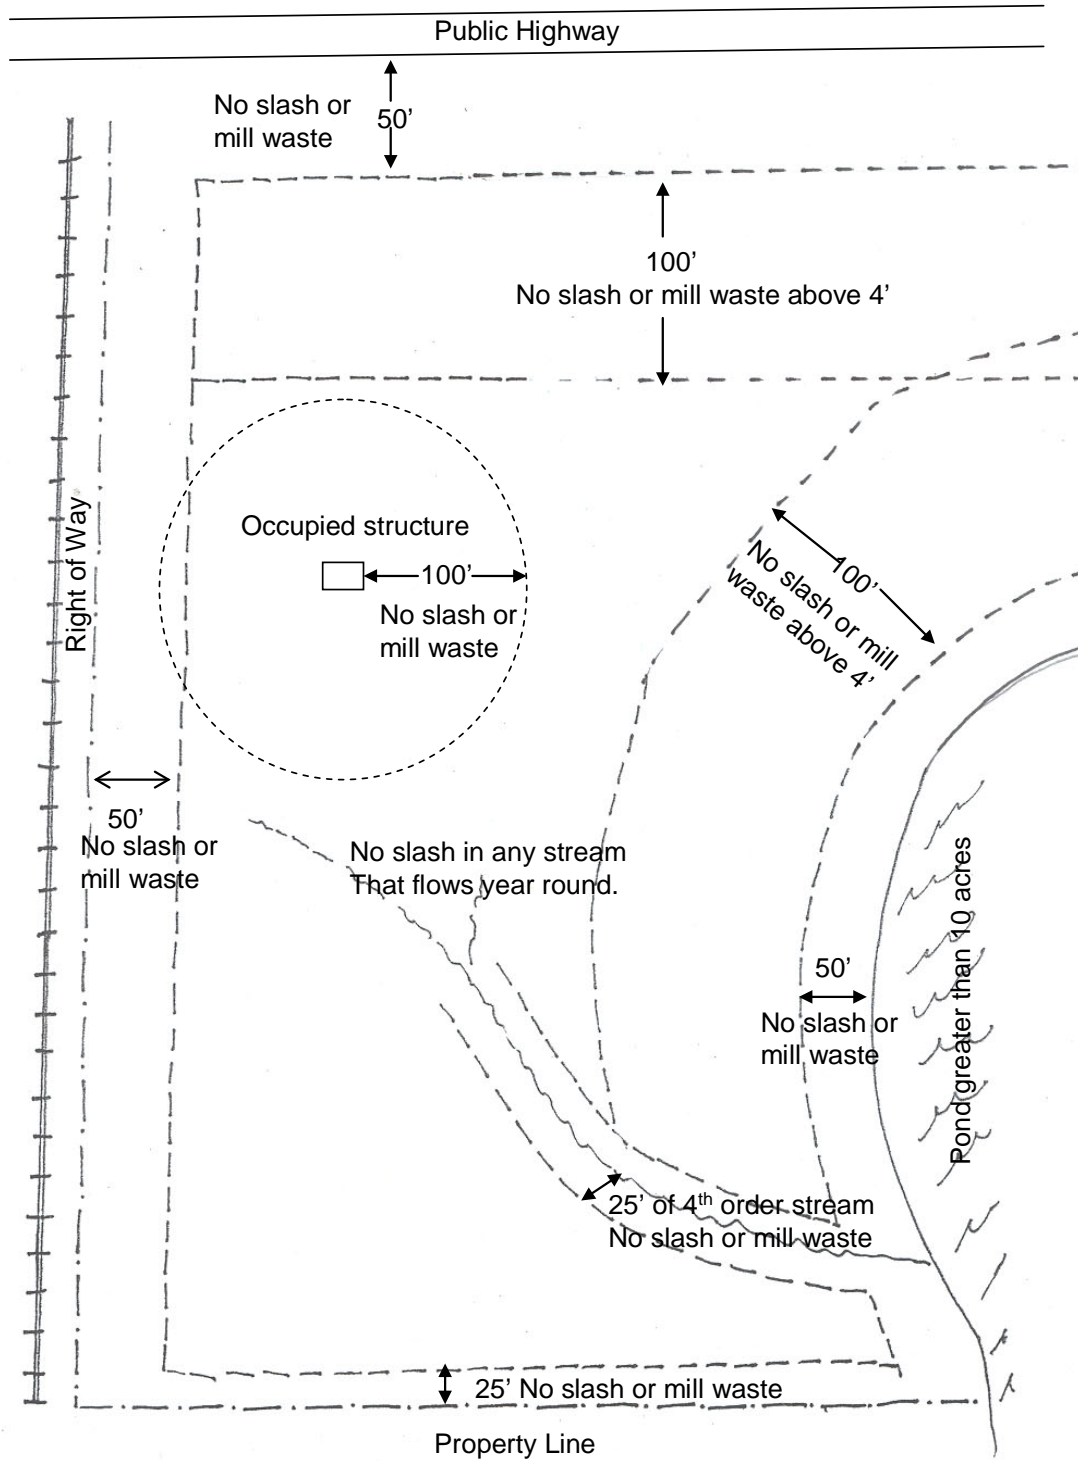 Public Highway
No slash or
mill waste
50’
100’
No slash or mill waste above 4’
Right of Way
Occupied structure
100’
No slash or
mill waste
100’
No slash or mill
waste above 4’
50’
No slash or
mill waste
No slash in any stream
That flows year round.
50’
No slash or
mill waste
Pond greater than 10 acres
25’ of 4th order stream
No slash or mill waste
25’ No slash or mill waste
Property Line